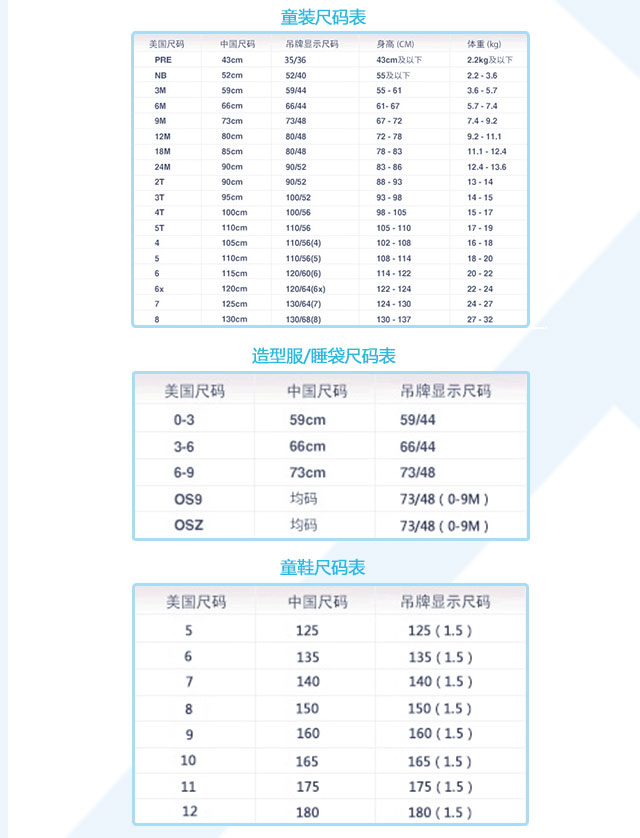 童装尺码表
美国尺码 中国尺码 吊牌显示尺码 身高 (CM) 体重 (kg)
PRE 43cm 35/36 43cm及以下 2.2kg及以下
NB 52cm 52/40 55及以下 2.2 - 3.6
3M 59cm 59/44 55 - 61 3.6 - 5.7
6M 66cm 66/44 61- 67 5.7 - 7.4
9M 73cm 73/48 67 - 72 7.4 - 9.2
12M 80cm 80/48 72 - 78 9.2 - 11.1
18M 85cm 80/48 78 - 83 11.1 - 12.4
24M 90cm 90/52 83 - 86 12.4 - 13.6
2T 90cm 90/52 88 - 93 13 - 14
3T 95cm 100/52 93 - 98 14 - 15
4T 100cm 100/56 98 - 105 15 - 17
5T 110cm 110/56 105 - 110 17 - 19
4 105cm 110/56(4) 102 - 108 16 - 18
5 110cm 110/56(5) 108 - 114 18 - 20
6 115cm 120/60(6) 114 - 122 20 - 22
6x 120cm 120/64(6x) 122 - 124 22 - 24
7 125cm 130/64(7) 124 - 130 24 - 27
8 130cm 130/68(8) 130 - 137 27 - 32
造型服/睡袋尺码表
美国尺码 中国尺码 吊牌显示尺码
0-3 59cm 59/44
3-6 66cm 66/44
6-9 73cm 73/48
OS9 均码 73/48 ( 0-9M )
OSZ 均码 73/48 ( 0-9M )
童鞋尺码表
美国尺码 中国尺码 吊牌显示尺码
5 125 125 ( 1.5 )
6 135 135 ( 1.5 )
7 140 140 ( 1.5 )
8 150 150 ( 1.5 )
9 160 160 ( 1.5 )
10 165 165 ( 1.5 )
11 175 175 ( 1.5 )
12 180 180 ( 1.5 )